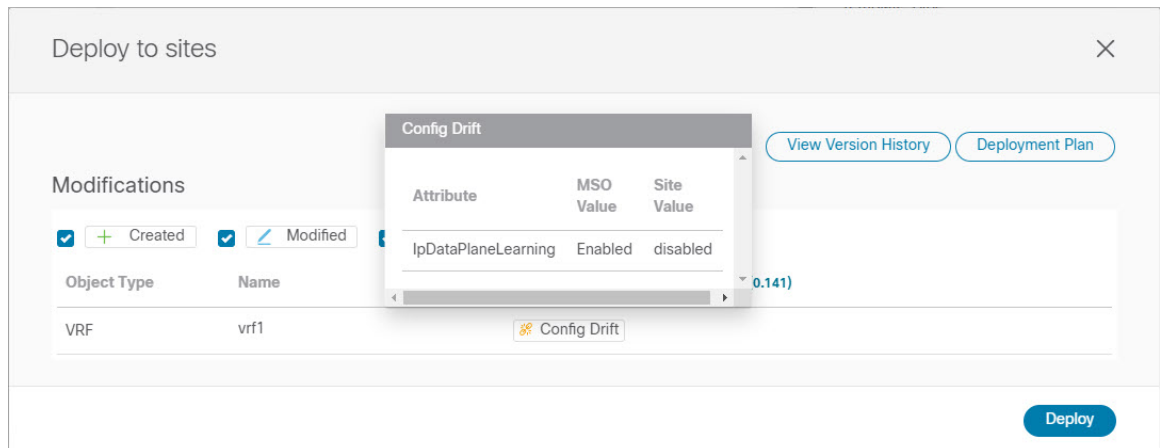 Deploy to sites
Config Drift
View Version History
Deployment Plan
Attribute
MSO Value
Site Value
Modifications
Created
Modified
IpDataPlaneLearning Enabled disabled
Object Type
Name
0.141)
VRF
vrf1
Config Drift
Deploy